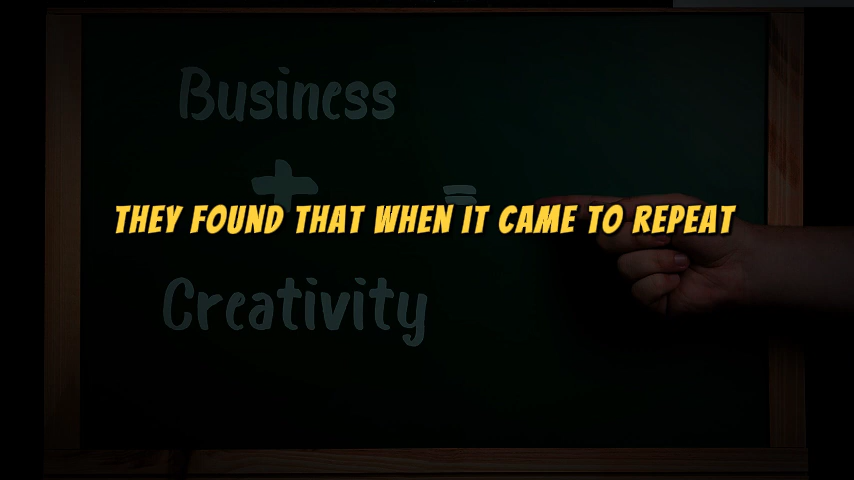 Business
+ =
THEY FOUND THAT WHEN IT CAME TO REPEAT
Creativity